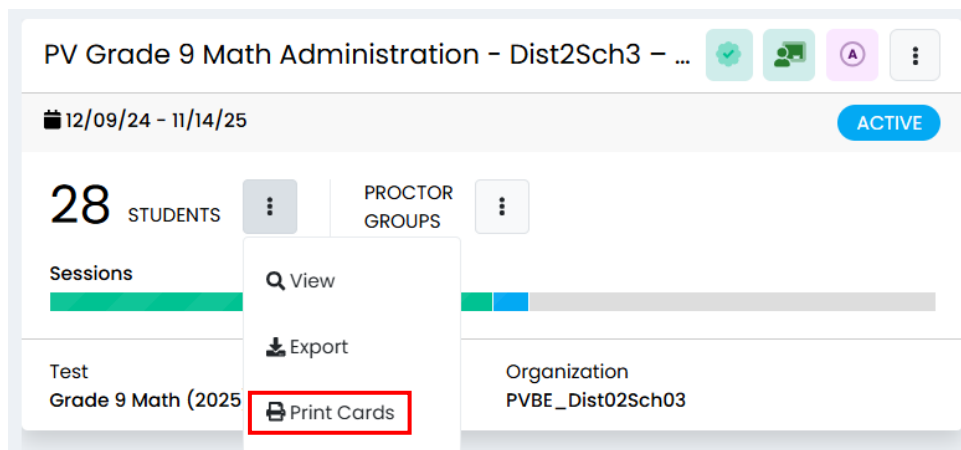 PV Grade 9 Math Administration - Dist2Sch3 – ...
A
12/09/24 - 11/14/25
ACTIVE
28 STUDENTS
PROCTOR
GROUPS
Sessions
View
Export
Print Cards
Test
Grade 9 Math (2025
Organization
PVBE_Dist02Sch03